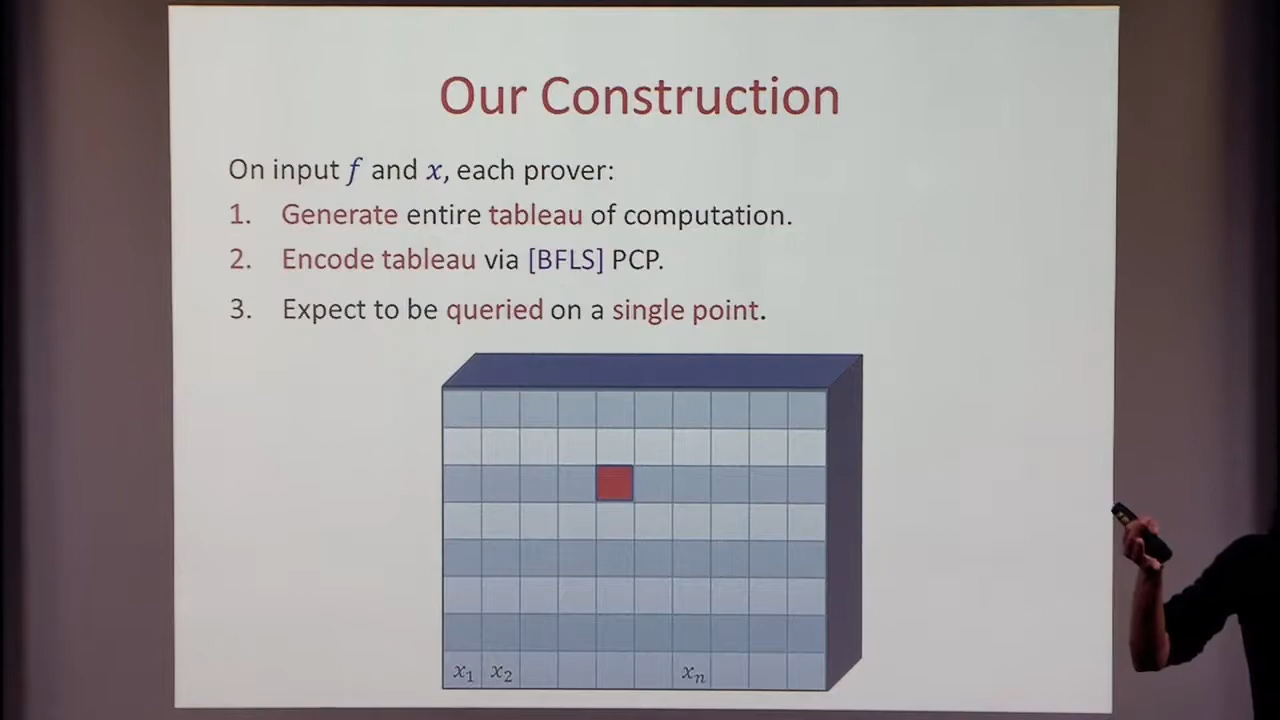 Our Construction
On input f and x, each prover:
1. Generate entire tableau of computation.
2. Encode tableau via [BFLS] PCP.
3. Expect to be queried on a single point.
x₁ x₂ xₙ